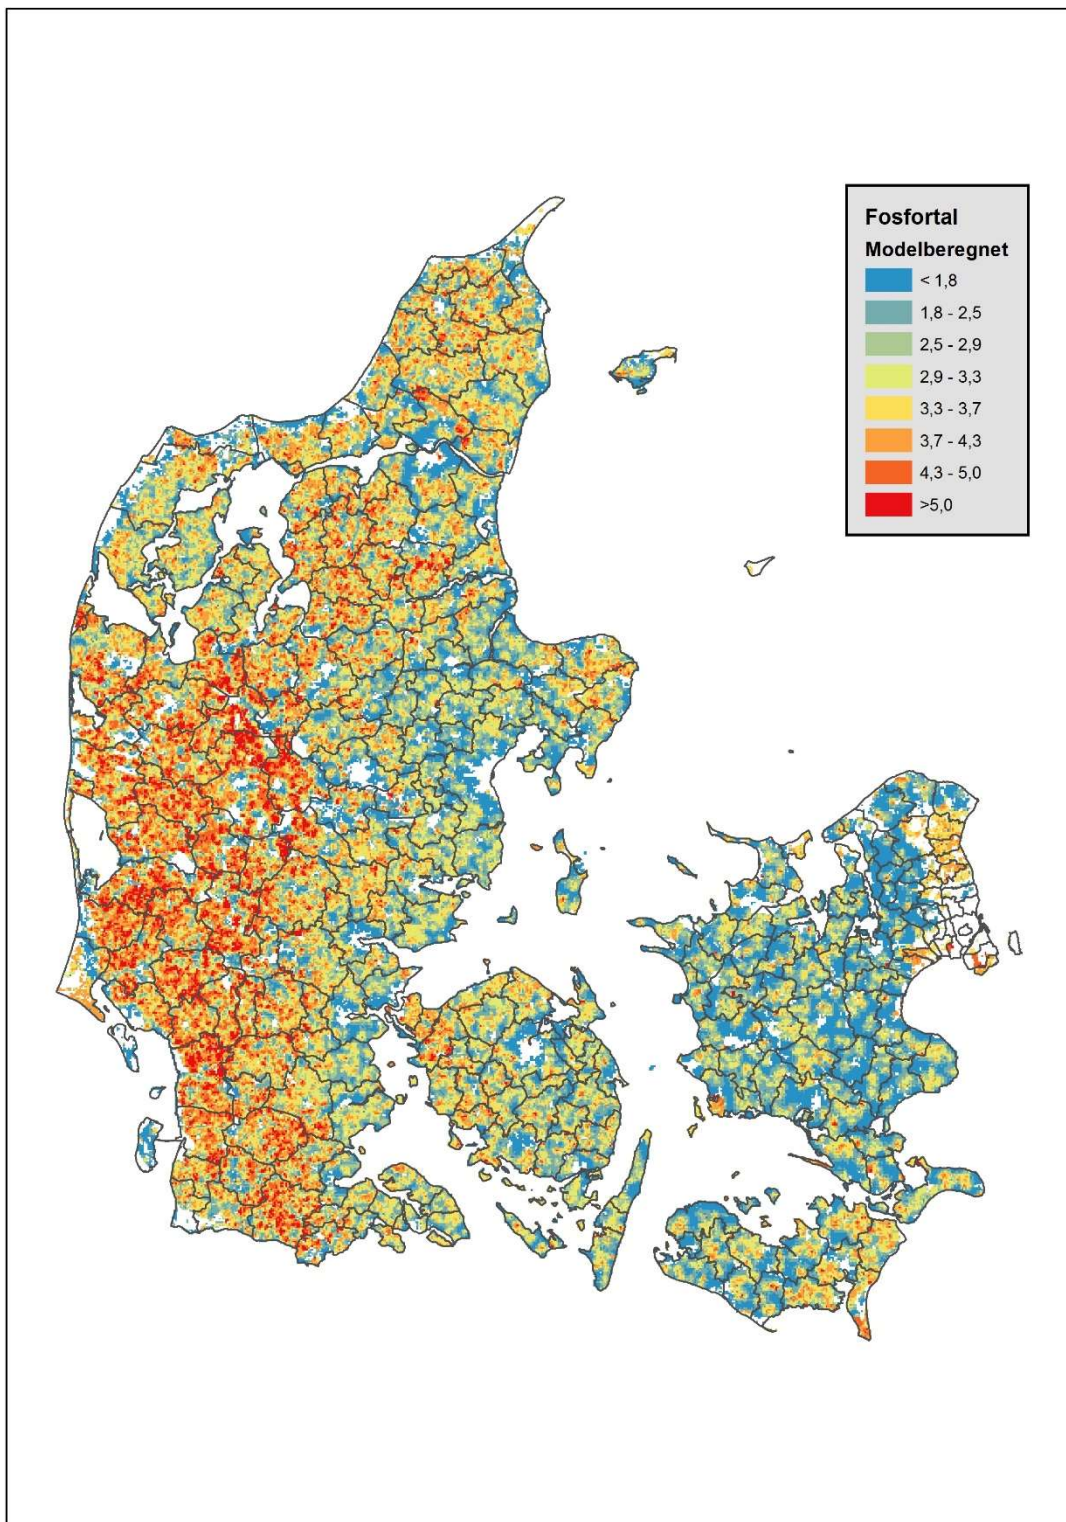 Fosfortal
Modelberegnet
< 1,8
1,8 - 2,5
2,5 - 2,9
2,9 - 3,3
3,3 - 3,7
3,7 - 4,3
4,3 - 5,0
>5,0